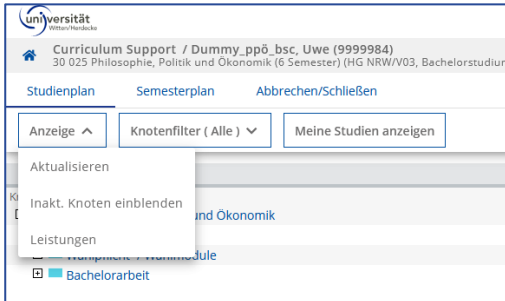 universität
Witten/Herdecke
Curriculum Support / Dummy_ppö_bsc, Uwe (9999984)
30 025 Philosophie, Politik und Ökonomik (6 Semester) (HG NRW/V03, Bachelorstudium
Studienplan Semesterplan Abbrechen/Schließen
Anzeige Knotenfilter ( Alle ) Meine Studien anzeigen
Aktualisieren
Inakt. Knoten einblenden
und Ökonomik
Leistungen
Wahlpflicht / Wahlmodule
Bachelorarbeit